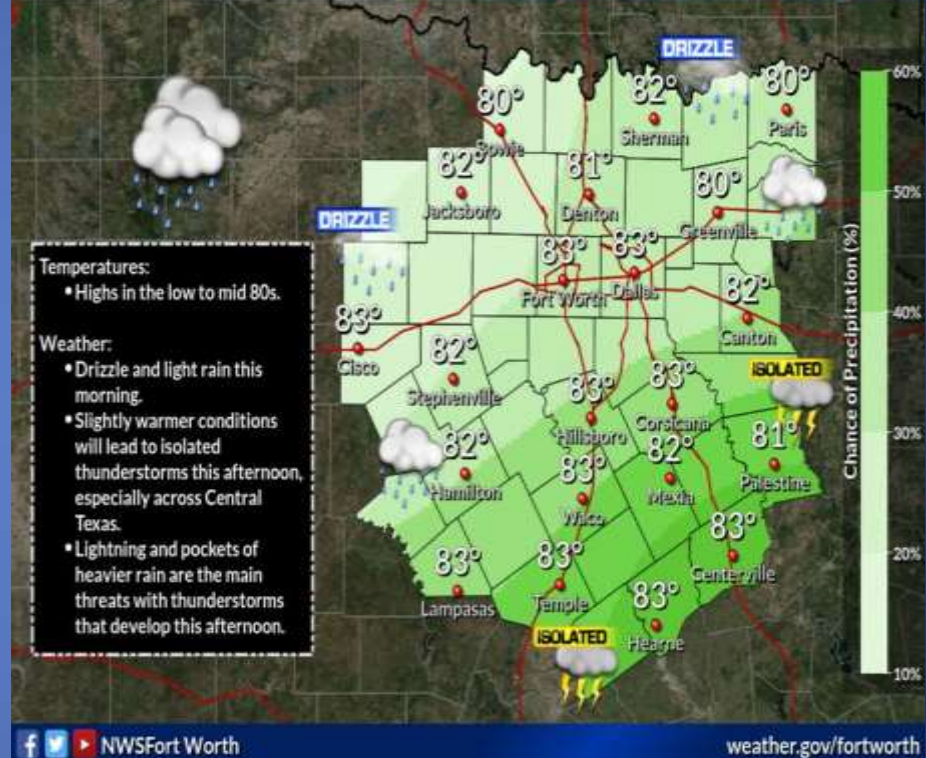 DRIZZLE
80°
Bowie
82°
Sherman
80°
Paris
82°
Jacksboro
81°
Denton
80°
Greenville
DRIZZLE
83°
Fort Worth
83°
Dallas
82°
Canton
83°
Cisco
82°
Stephenville
83°
Hillsboro
83°
Corsicana
ISOLATED
82°
Hamilton
83°
Waco
82°
Mexia
81°
Palestine
83°
Lampasas
83°
Temple
83°
Centerville
83°
Hearne
ISOLATED
Temperatures:
•Highs in the low to mid 80s.
Weather:
•Drizzle and light rain this
morning.
•Slightly warmer conditions
will lead to isolated
thunderstorms this afternoon,
especially across Central
Texas.
•Lightning and pockets of
heavier rain are the main
threats with thunderstorms
that develop this afternoon.
Chance of Precipitation (%)
60%
50%
40%
30%
20%
10%
NWSFort Worth
weather.gov/fortworth